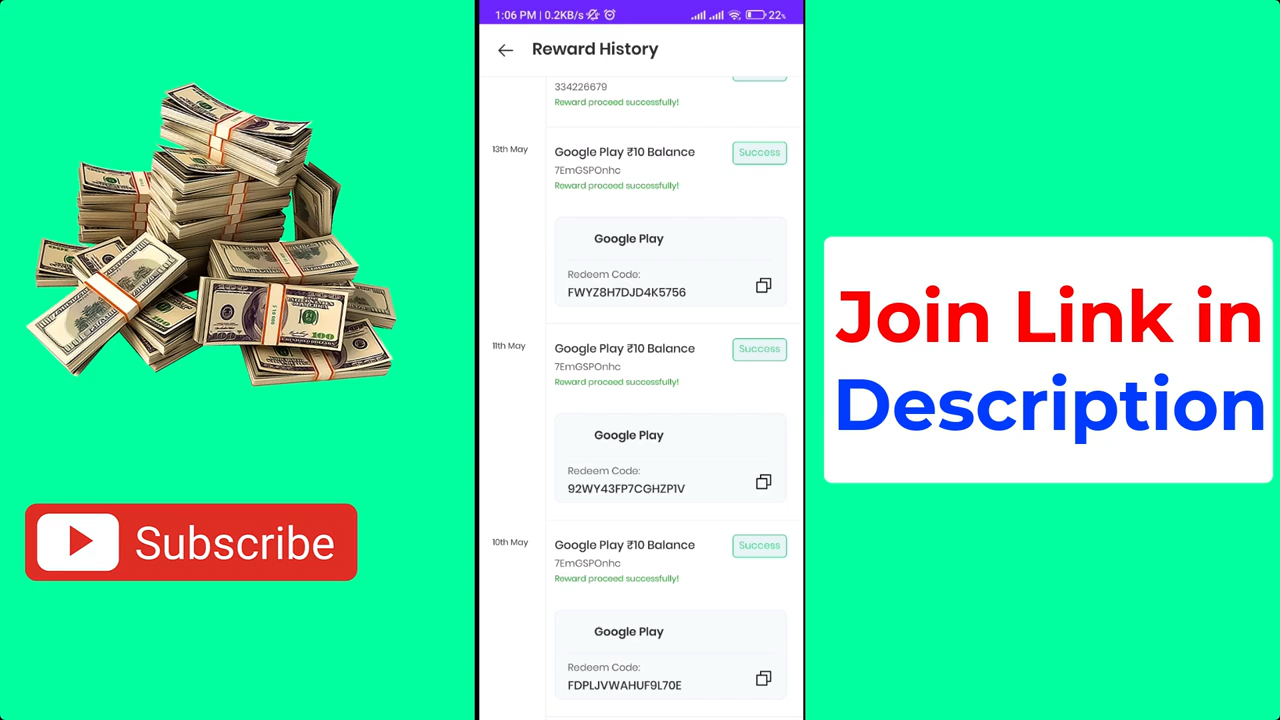 1:06 PM | 0.2KB/s
22%
Reward History
334226679
Reward proceed successfully!
13th May
Google Play ₹10 Balance
Success
7EmGSPOnhc
Reward proceed successfully!
Google Play
Redeem Code:
FWYZ8H7DJD4K5756
11th May
Google Play ₹10 Balance
Success
7EmGSPOnhc
Reward proceed successfully!
Google Play
Redeem Code:
92WY43FP7CGHZP1V
10th May
Google Play ₹10 Balance
Success
7EmGSPOnhc
Reward proceed successfully!
Google Play
Redeem Code:
FDPLJVWAHUF9L70E
Subscribe
Join Link in
Description
100